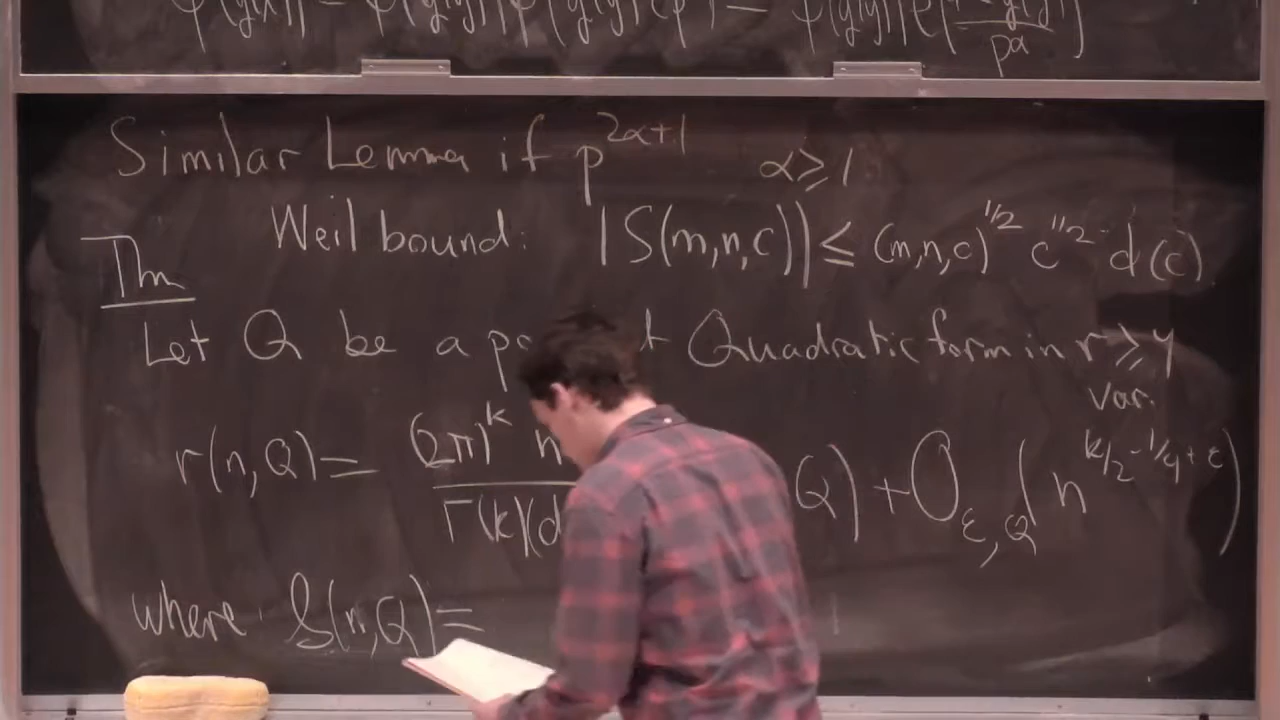 Similar Lemma if p^{2α+1} α ≥ 1
Weil bound: |S(m,n,c)| ≤ (m,n,c)^{1/2} c^{1/2} d(c)
Thm
Let Q be a Quadratic form in r ≥ 4
var.
r(n,Q) = (2π)^k n / Γ(k)(d Q) + O_{ε,Q}(n^{k/2 - 1/4 + ε})
where S(n,Q) =